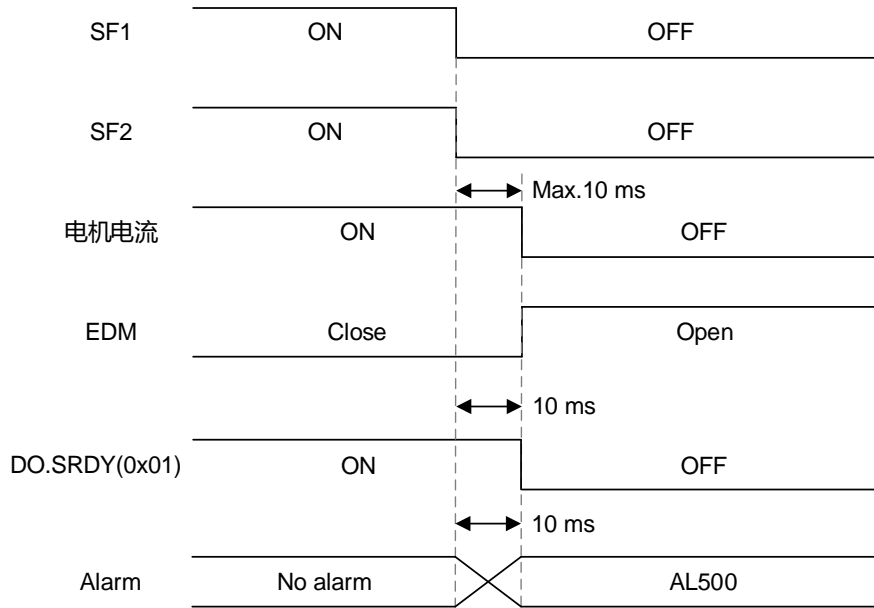 SF1 ON OFF
SF2 ON OFF
Max.10 ms
电机电流 ON OFF
EDM Close Open
10 ms
DO.SRDY(0x01) ON OFF
10 ms
Alarm No alarm AL500